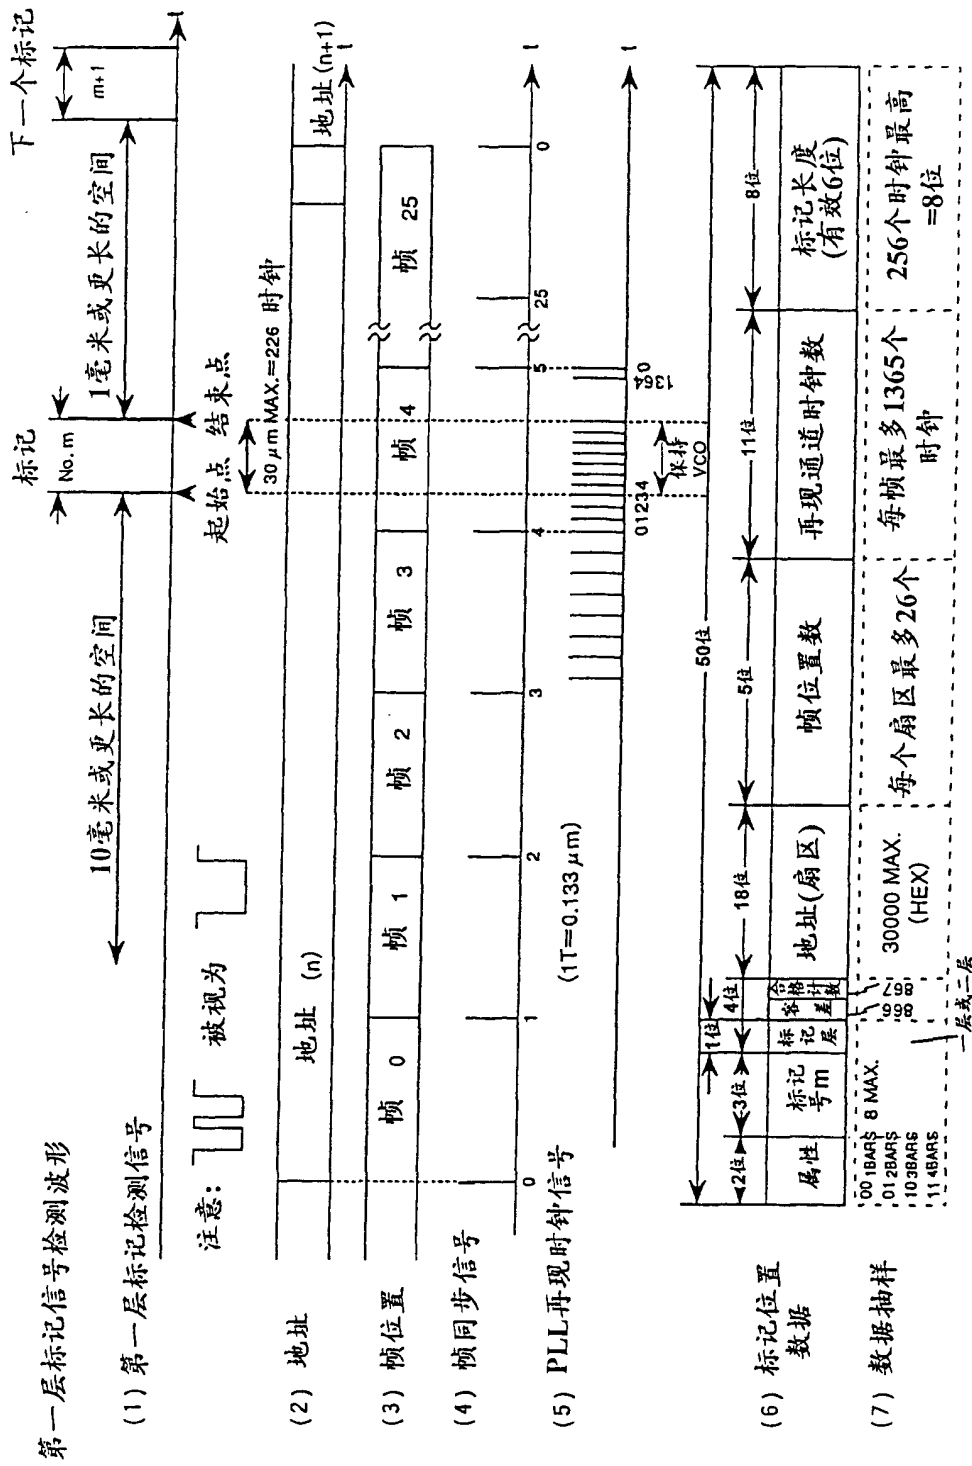 第一层标记信号检测波形
下一个标记
标记
No. m
m+1
10毫米或更长的空间
1毫米或更长的空间
(1) 第一层标记检测信号
t
起始点 结束点
注意:
被视为
30 μm MAX.=226 时钟
(2) 地址
地址 (n)
地址 (n+1)
t
(3) 帧位置
帧 0
帧 1
帧 2
帧 3
帧 4
帧 25
(4) 帧同步信号
0
1
2
3
4
5
25
0
t
(5) PLL再现时钟信号
(1T=0.133 μm)
01234
1364
0
t
保持
VCO
50位
2位
3位
1位
4位
18位
5位
11位
8位
(6) 标记位置
数据
属性
标记
号m
标记层
容差
合格计数
地址(扇区)
帧位置数
再现通道时钟数
标记长度
(有效6位)
(7) 数据抽样
00 1BARS
01 2BARS
10 3BARS
11 4BARS
8 MAX.
866
867
一层或二层
30000 MAX.
(HEX)
每个扇区最多26个
每帧最多1365个
时钟
256个时钟最高
=8位